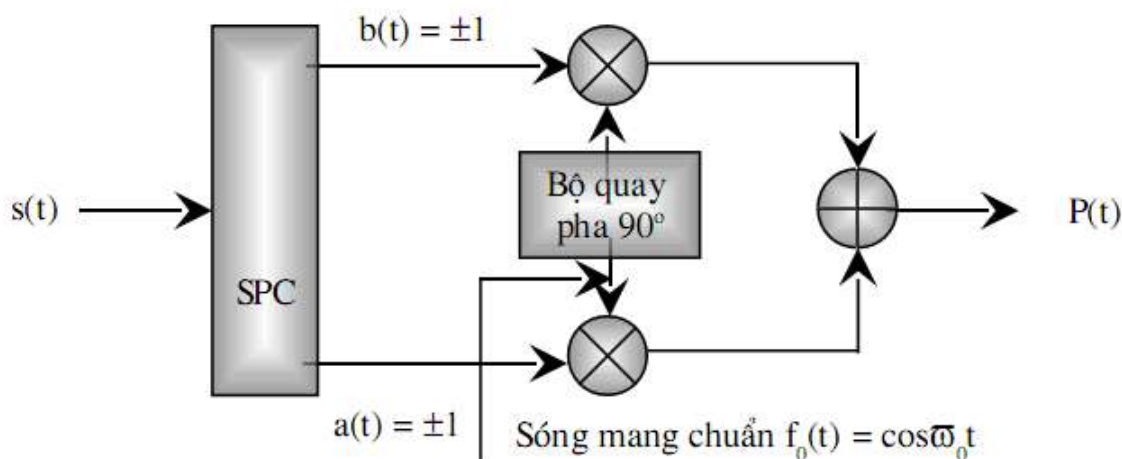 b(t) = ±1
s(t)
SPC
Bộ quay
pha 90°
P(t)
a(t) = ±1
Sóng mang chuẩn f₀(t) = cosϖ₀t